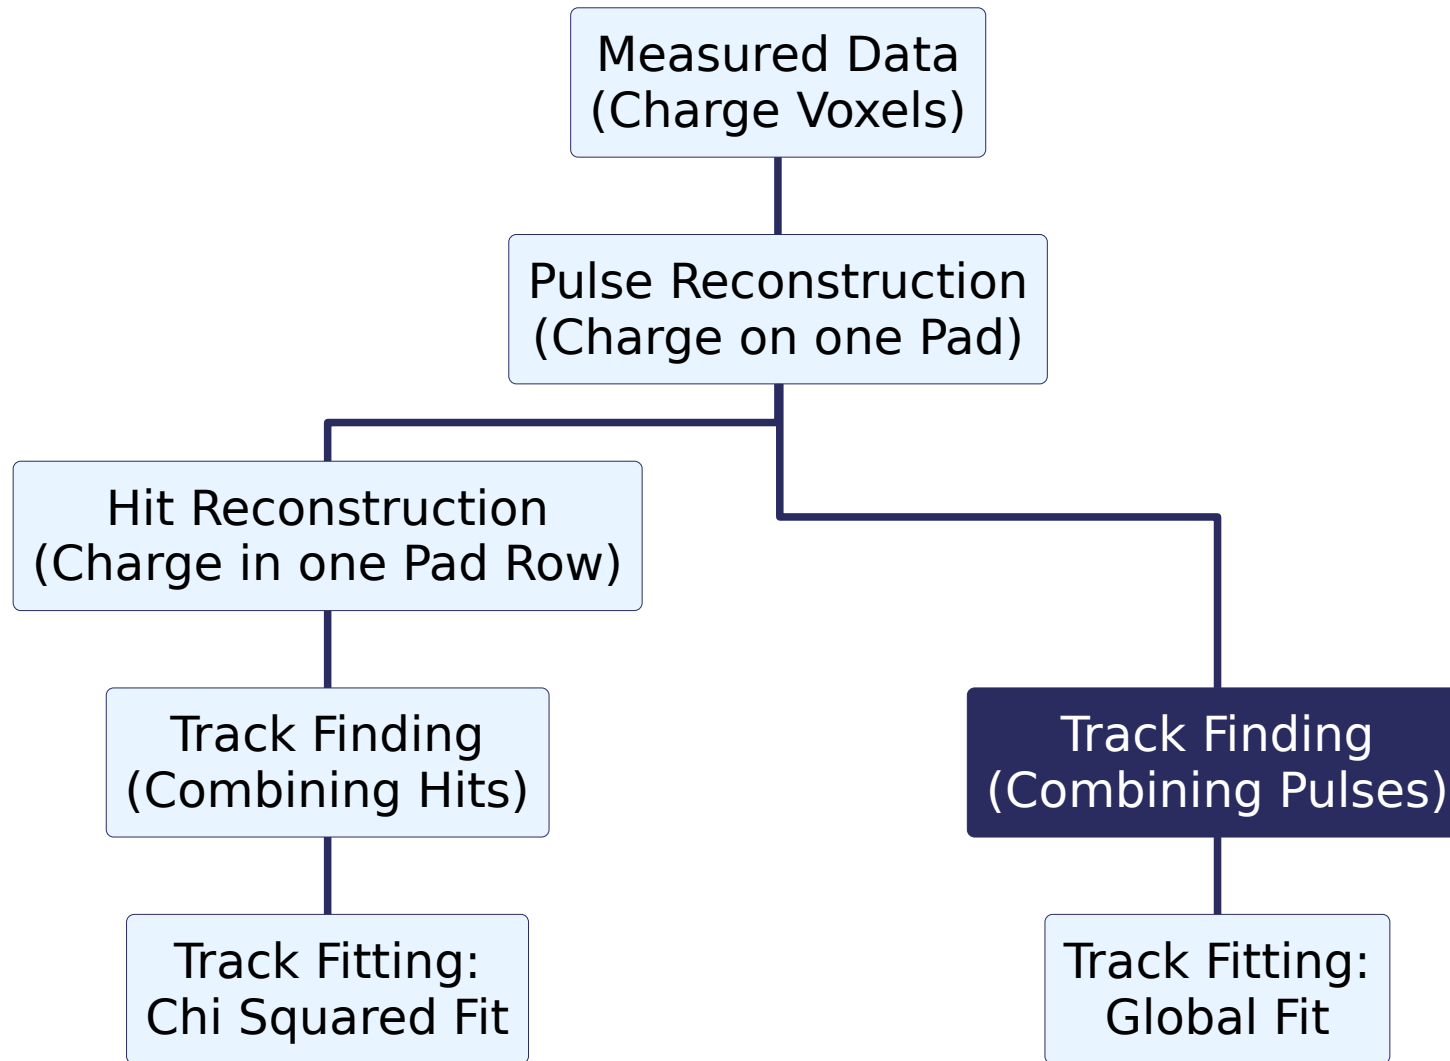 Measured Data
(Charge Voxels)
Pulse Reconstruction
(Charge on one Pad)
Hit Reconstruction
(Charge in one Pad Row)
Track Finding
(Combining Hits)
Track Finding
(Combining Pulses)
Track Fitting:
Chi Squared Fit
Track Fitting:
Global Fit